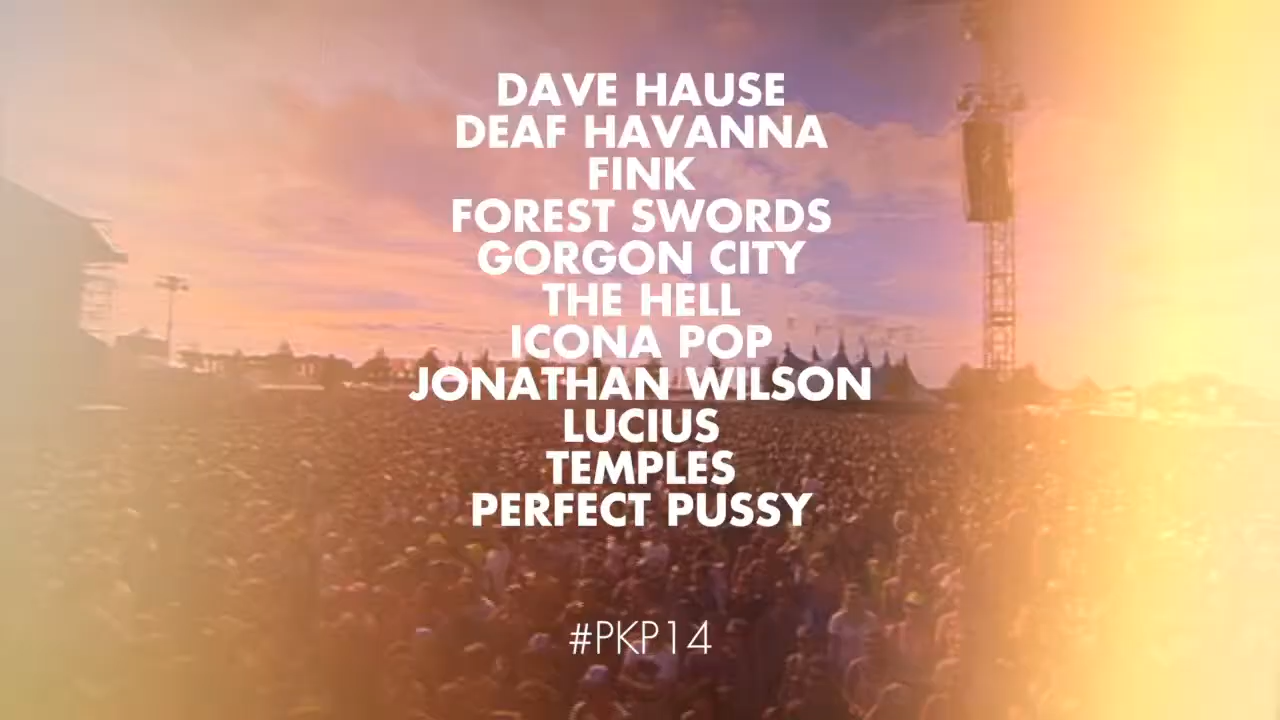 DAVE HAUSE
DEAF HAVANNA
FINK
FOREST SWORDS
GORGON CITY
THE HELL
ICONA POP
JONATHAN WILSON
LUCIUS
TEMPLES
PERFECT PUSSY
#PKP14